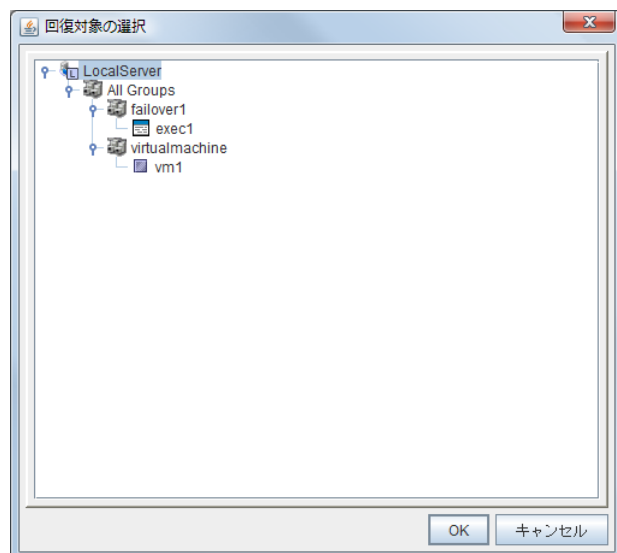 回復対象の選択
LocalServer
All Groups
failover1
exec1
virtualmachine
vm1
OK
キャンセル